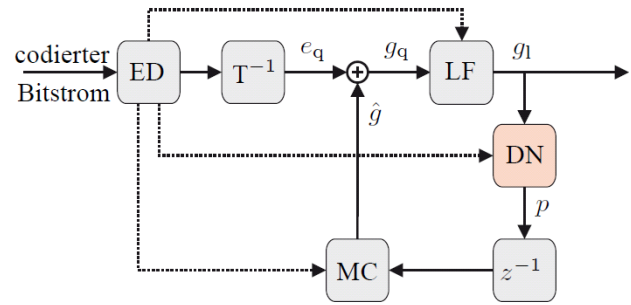 codierter
Bitstrom
ED
T⁻¹
e_q
g_q
LF
g_l
ĝ
DN
p
MC
z⁻¹